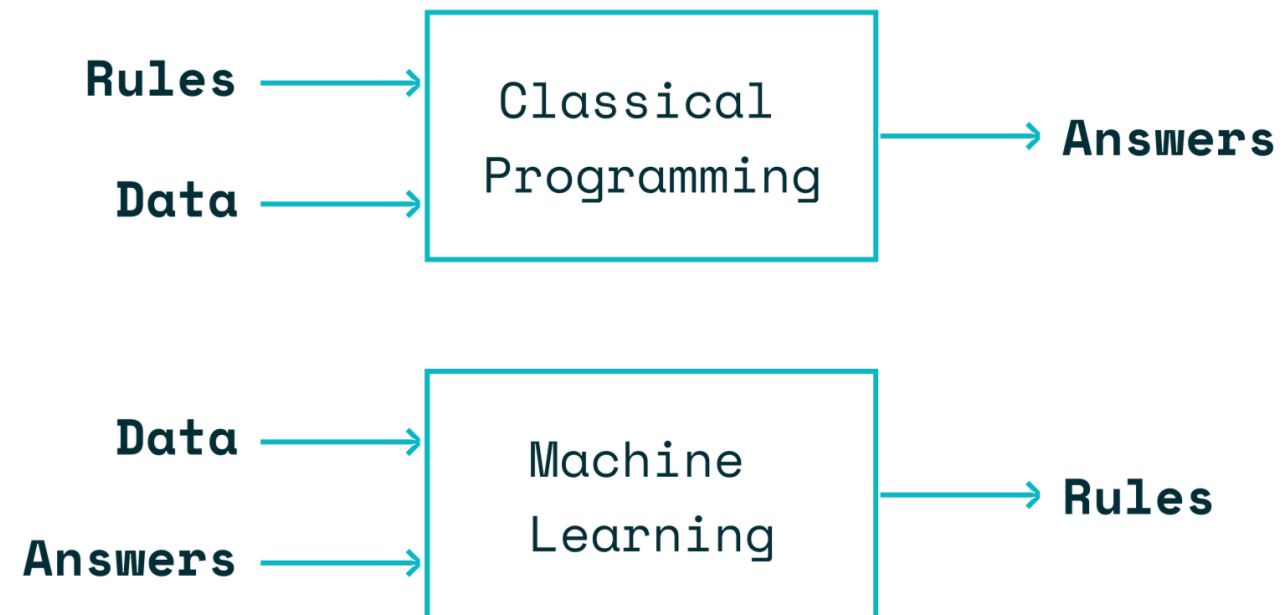 Rules
Data
Classical
Programming
Answers
Data
Answers
Machine
Learning
Rules